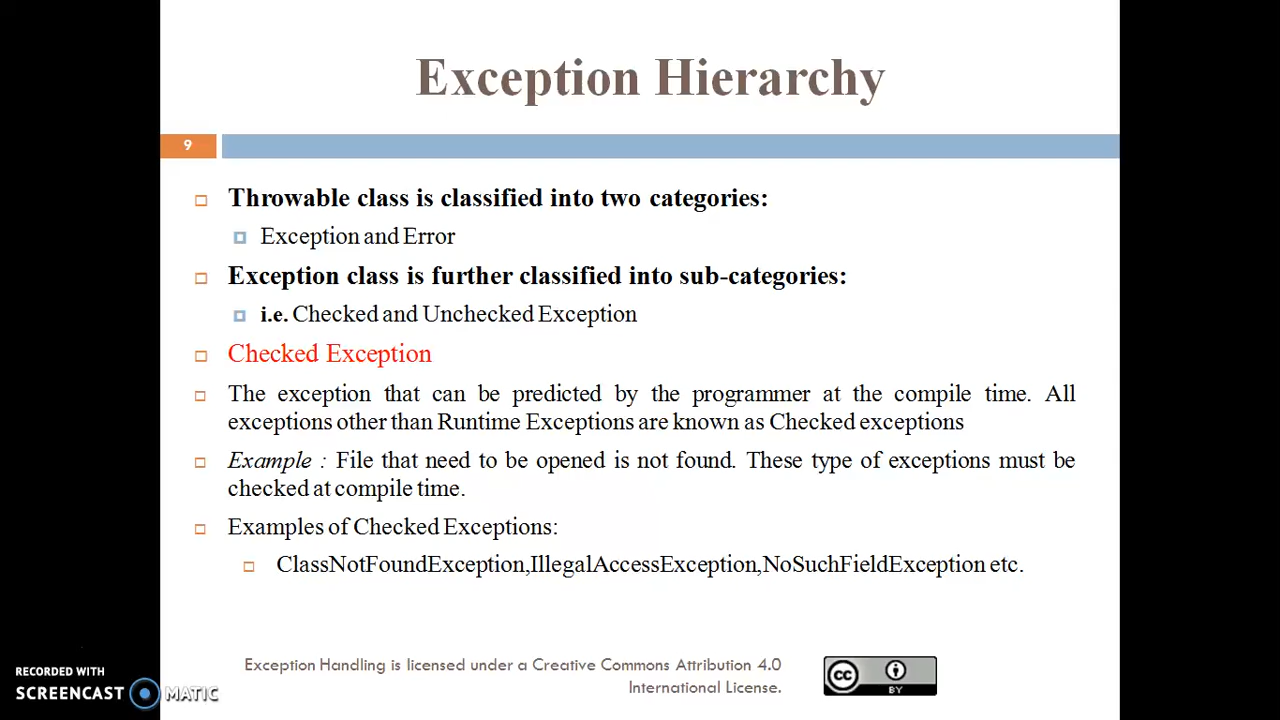 Exception Hierarchy
9
Throwable class is classified into two categories:
Exception and Error
Exception class is further classified into sub-categories:
i.e. Checked and Unchecked Exception
Checked Exception
The exception that can be predicted by the programmer at the compile time. All
exceptions other than Runtime Exceptions are known as Checked exceptions
Example : File that need to be opened is not found. These type of exceptions must be
checked at compile time.
Examples of Checked Exceptions:
ClassNotFoundException,IllegalAccessException,NoSuchFieldException etc.
Exception Handling is licensed under a Creative Commons Attribution 4.0
International License.
cc
BY
RECORDED WITH
SCREENCAST MATIC